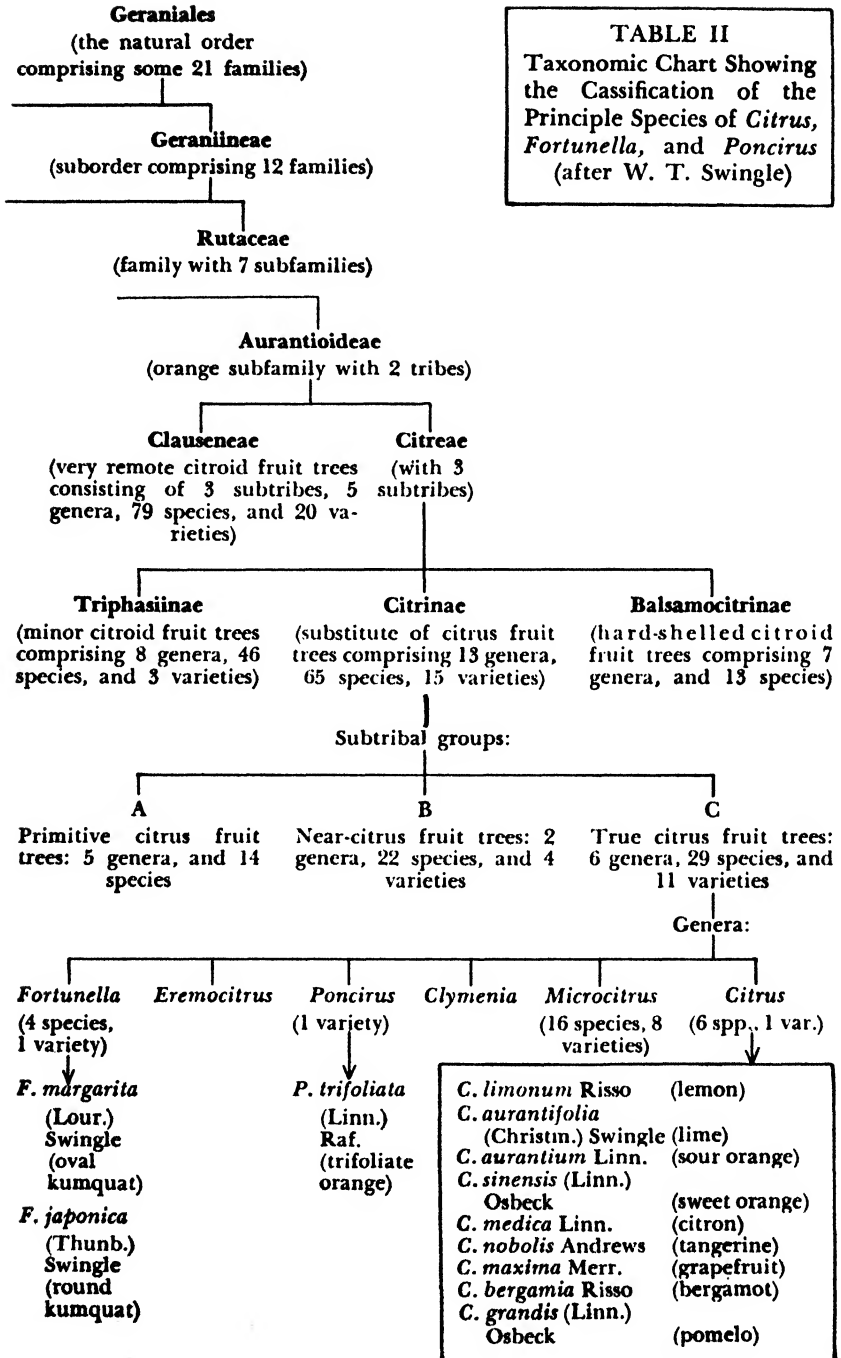 Geraniales
(the natural order
comprising some 21 families)
TABLE II
Taxonomic Chart Showing
the Cassification of the
Principle Species of Citrus,
Fortunella, and Poncirus
(after W. T. Swingle)
Geraniineae
(suborder comprising 12 families)
Rutaceae
(family with 7 subfamilies)
Aurantioideae
(orange subfamily with 2 tribes)
Clauseneae
(very remote citroid fruit trees
consisting of 3 subtribes, 5
genera, 79 species, and 20 va-
rieties)
Citreae
(with 3
subtribes)
Triphasiinae
(minor citroid fruit trees
comprising 8 genera, 46
species, and 3 varieties)
Citrinae
(substitute of citrus fruit
trees comprising 13 genera,
65 species, 15 varieties)
Balsamocitrinae
(hard-shelled citroid
fruit trees comprising 7
genera, and 13 species)
Subtribal groups:
A
Primitive citrus fruit
trees: 5 genera, and 14
species
B
Near-citrus fruit trees: 2
genera, 22 species, and 4
varieties
C
True citrus fruit trees:
6 genera, 29 species, and
11 varieties
Genera:
Fortunella
(4 species,
1 variety)
F. margarita
(Lour.)
Swingle
(oval
kumquat)
F. japonica
(Thunb.)
Swingle
(round
kumquat)
Eremocitrus
Poncirus
(1 variety)
P. trifoliata
(Linn.)
Raf.
(trifoliate
orange)
Clymenia
Microcitrus
(16 species, 8
varieties)
Citrus
(6 spp., 1 var.)
C. limonum Risso (lemon)
C. aurantifolia
(Christm.) Swingle (lime)
C. aurantium Linn. (sour orange)
C. sinensis (Linn.)
Osbeck (sweet orange)
C. medica Linn. (citron)
C. nobolis Andrews (tangerine)
C. maxima Merr. (grapefruit)
C. bergamia Risso (bergamot)
C. grandis (Linn.)
Osbeck (pomelo)